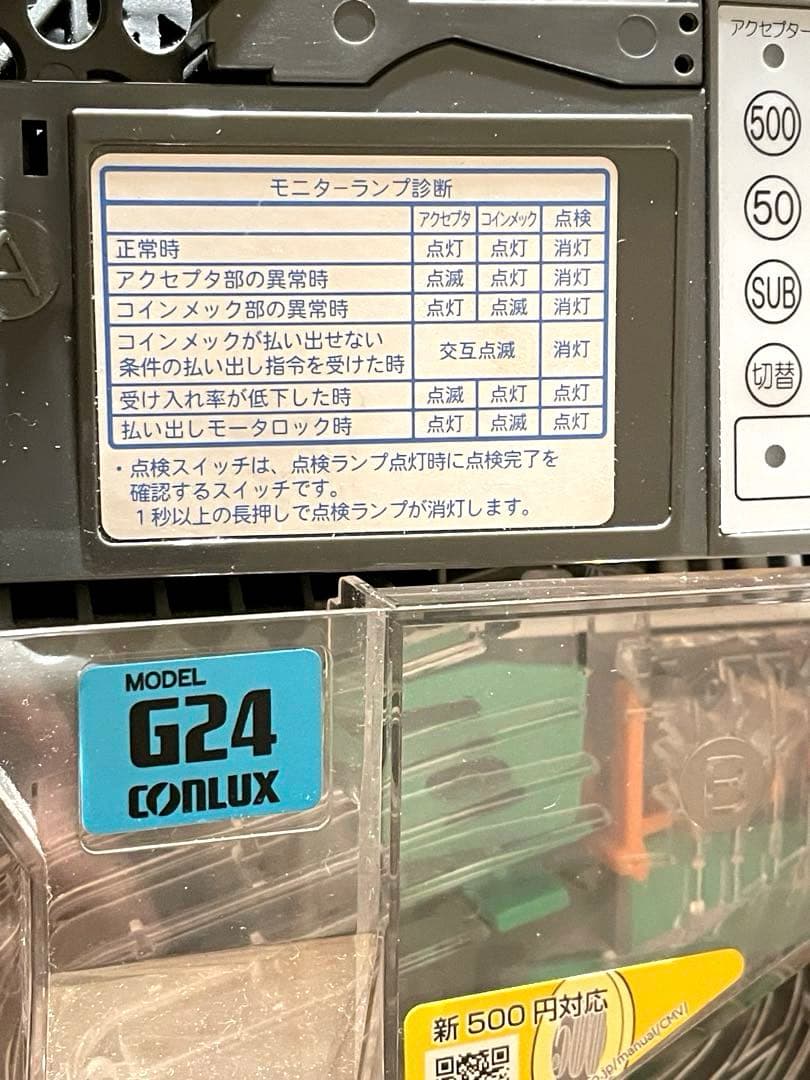 アクセプター
500
50
SUB
切替
モニターランプ診断
アクセプタ コインメック 点検
正常時 点灯 点灯 消灯
アクセプタ部の異常時 点滅 点灯 消灯
コインメック部の異常時 点灯 点滅 消灯
コインメックが払い出せない
条件の払い出し指令を受けた時 交互点滅 消灯
受け入れ率が低下した時 点滅 点灯 点灯
払い出しモータロック時 点灯 点滅 点灯
・点検スイッチは、点検ランプ点灯時に点検完了を
確認するスイッチです。
1秒以上の長押しで点検ランプが消灯します。
A
MODEL
G24
CONLUX
B
新500円対応
.jp/manual/CMV/